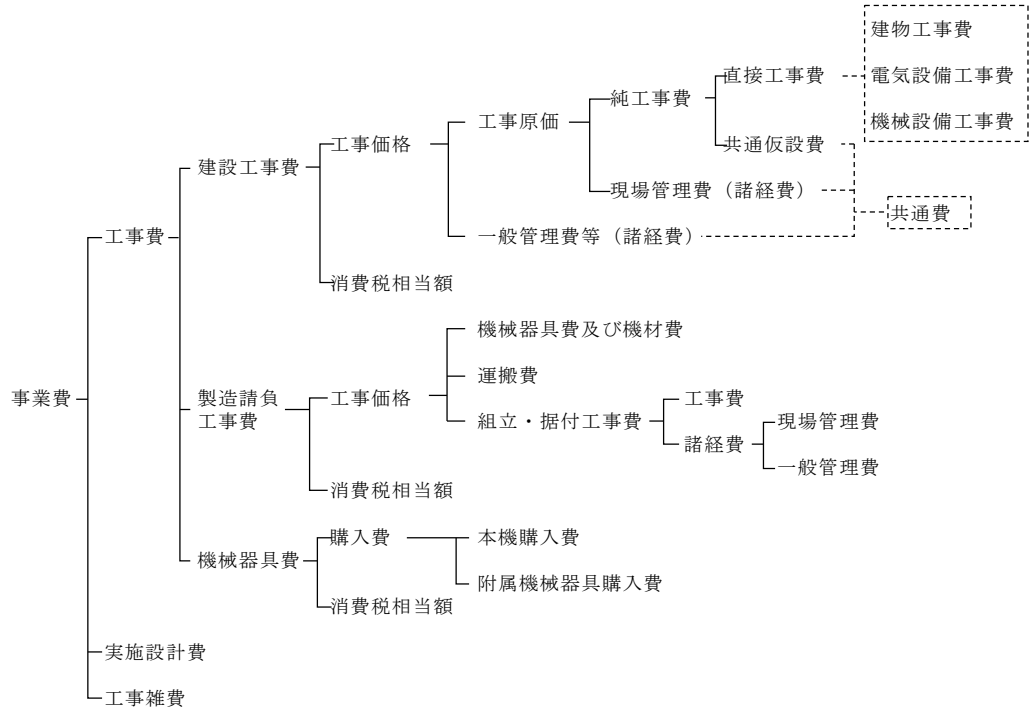 建物工事費
直接工事費
電気設備工事費
純工事費
工事原価
機械設備工事費
工事価格
共通仮設費
建設工事費
現場管理費（諸経費）
共通費
工事費
一般管理費等（諸経費）
消費税相当額
機械器具費及び機材費
運搬費
事業費
製造請負
工事費
工事価格
工事費
組立・据付工事費
現場管理費
諸経費
一般管理費
消費税相当額
購入費
本機購入費
機械器具費
附属機械器具購入費
消費税相当額
実施設計費
工事雑費